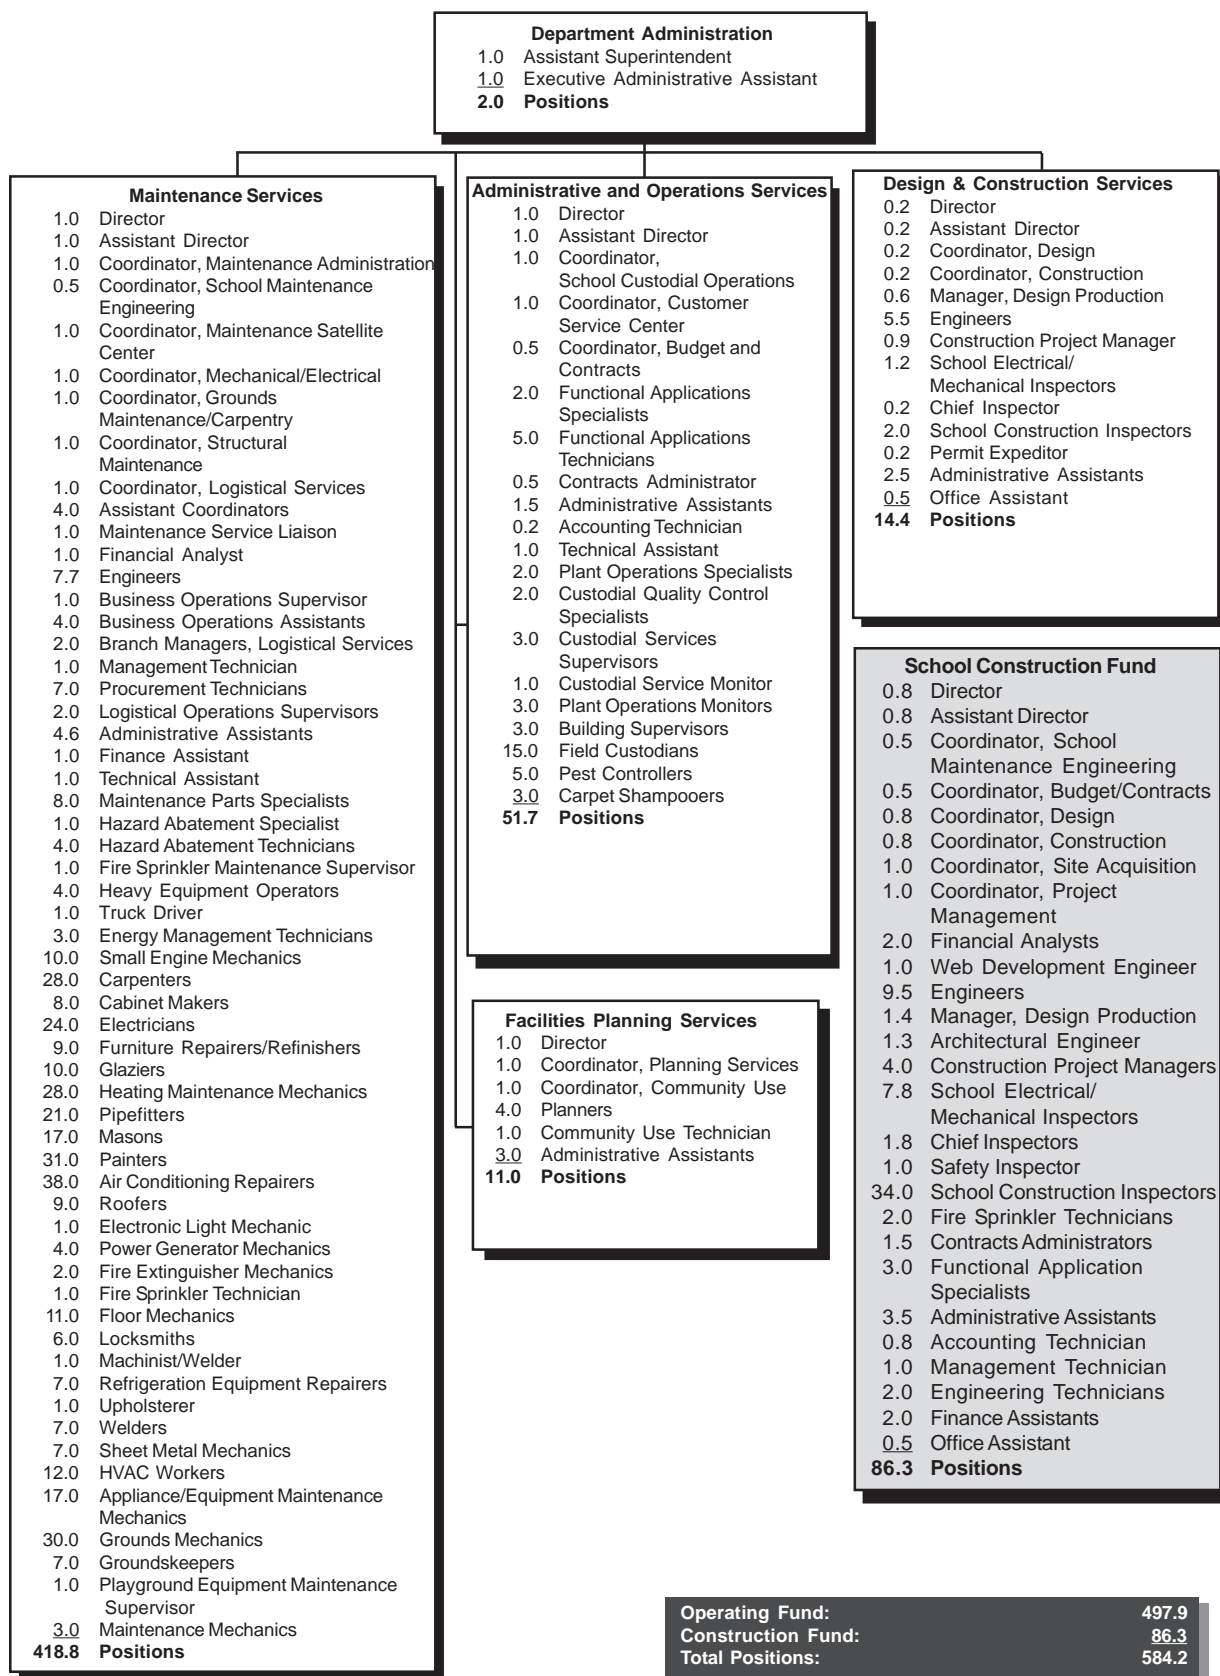 Department Administration
1.0 Assistant Superintendent
1.0 Executive Administrative Assistant
2.0 Positions
Maintenance Services
1.0 Director
1.0 Assistant Director
1.0 Coordinator, Maintenance Administration
0.5 Coordinator, School Maintenance
Engineering
1.0 Coordinator, Maintenance Satellite
Center
1.0 Coordinator, Mechanical/Electrical
1.0 Coordinator, Grounds
Maintenance/Carpentry
1.0 Coordinator, Structural
Maintenance
1.0 Coordinator, Logistical Services
4.0 Assistant Coordinators
1.0 Maintenance Service Liaison
1.0 Financial Analyst
7.7 Engineers
1.0 Business Operations Supervisor
4.0 Business Operations Assistants
2.0 Branch Managers, Logistical Services
1.0 Management Technician
7.0 Procurement Technicians
2.0 Logistical Operations Supervisors
4.6 Administrative Assistants
1.0 Finance Assistant
1.0 Technical Assistant
8.0 Maintenance Parts Specialists
1.0 Hazard Abatement Specialist
4.0 Hazard Abatement Technicians
1.0 Fire Sprinkler Maintenance Supervisor
4.0 Heavy Equipment Operators
1.0 Truck Driver
3.0 Energy Management Technicians
10.0 Small Engine Mechanics
28.0 Carpenters
8.0 Cabinet Makers
24.0 Electricians
9.0 Furniture Repairers/Refinishers
10.0 Glaziers
28.0 Heating Maintenance Mechanics
21.0 Pipefitters
17.0 Masons
31.0 Painters
38.0 Air Conditioning Repairers
9.0 Roofers
1.0 Electronic Light Mechanic
4.0 Power Generator Mechanics
2.0 Fire Extinguisher Mechanics
1.0 Fire Sprinkler Technician
11.0 Floor Mechanics
6.0 Locksmiths
1.0 Machinist/Welder
7.0 Refrigeration Equipment Repairers
1.0 Upholsterer
7.0 Welders
7.0 Sheet Metal Mechanics
12.0 HVAC Workers
17.0 Appliance/Equipment Maintenance
Mechanics
30.0 Grounds Mechanics
7.0 Groundskeepers
1.0 Playground Equipment Maintenance
Supervisor
3.0 Maintenance Mechanics
418.8 Positions
Administrative and Operations Services
1.0 Director
1.0 Assistant Director
1.0 Coordinator,
School Custodial Operations
1.0 Coordinator, Customer
Service Center
0.5 Coordinator, Budget and
Contracts
2.0 Functional Applications
Specialists
5.0 Functional Applications
Technicians
0.5 Contracts Administrator
1.5 Administrative Assistants
0.2 Accounting Technician
1.0 Technical Assistant
2.0 Plant Operations Specialists
2.0 Custodial Quality Control
Specialists
3.0 Custodial Services
Supervisors
1.0 Custodial Service Monitor
3.0 Plant Operations Monitors
3.0 Building Supervisors
15.0 Field Custodians
5.0 Pest Controllers
3.0 Carpet Shampooers
51.7 Positions
Facilities Planning Services
1.0 Director
1.0 Coordinator, Planning Services
1.0 Coordinator, Community Use
4.0 Planners
1.0 Community Use Technician
3.0 Administrative Assistants
11.0 Positions
Design & Construction Services
0.2 Director
0.2 Assistant Director
0.2 Coordinator, Design
0.2 Coordinator, Construction
0.6 Manager, Design Production
5.5 Engineers
0.9 Construction Project Manager
1.2 School Electrical/
Mechanical Inspectors
0.2 Chief Inspector
2.0 School Construction Inspectors
0.2 Permit Expeditor
2.5 Administrative Assistants
0.5 Office Assistant
14.4 Positions
School Construction Fund
0.8 Director
0.8 Assistant Director
0.5 Coordinator, School
Maintenance Engineering
0.5 Coordinator, Budget/Contracts
0.8 Coordinator, Design
0.8 Coordinator, Construction
1.0 Coordinator, Site Acquisition
1.0 Coordinator, Project
Management
2.0 Financial Analysts
1.0 Web Development Engineer
9.5 Engineers
1.4 Manager, Design Production
1.3 Architectural Engineer
4.0 Construction Project Managers
7.8 School Electrical/
Mechanical Inspectors
1.8 Chief Inspectors
1.0 Safety Inspector
34.0 School Construction Inspectors
2.0 Fire Sprinkler Technicians
1.5 Contracts Administrators
3.0 Functional Application
Specialists
3.5 Administrative Assistants
0.8 Accounting Technician
1.0 Management Technician
2.0 Engineering Technicians
2.0 Finance Assistants
0.5 Office Assistant
86.3 Positions
Operating Fund: 497.9
Construction Fund: 86.3
Total Positions: 584.2